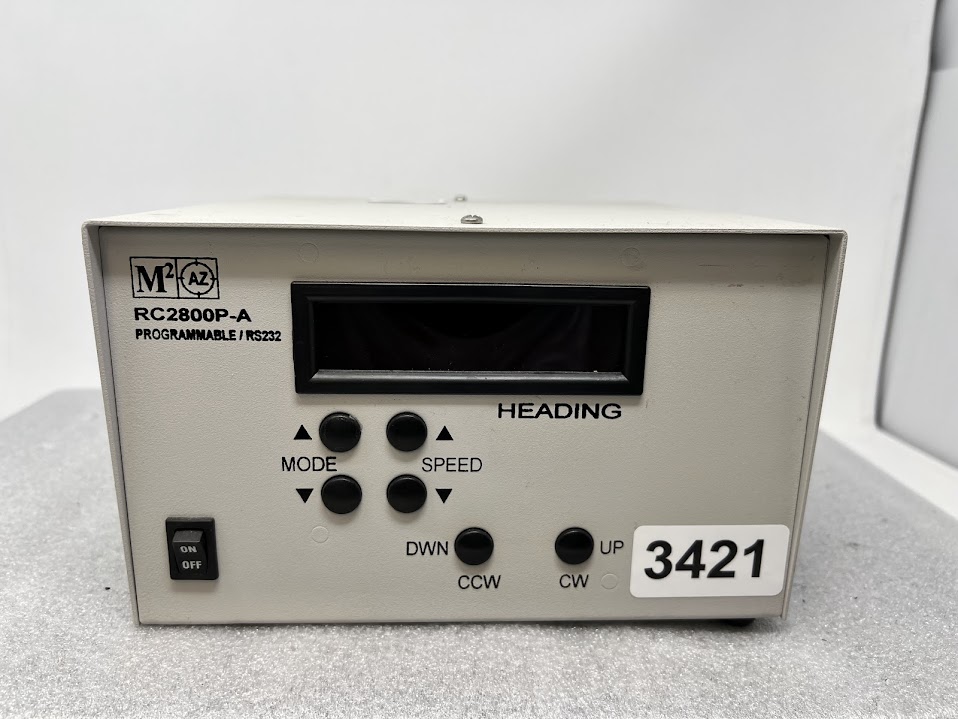 M² AZ
RC2800P-A
PROGRAMMABLE / RS232
HEADING
▲ ▲
MODE SPEED
▼ ▼
ON
OFF
DWN UP
CCW CW
3421